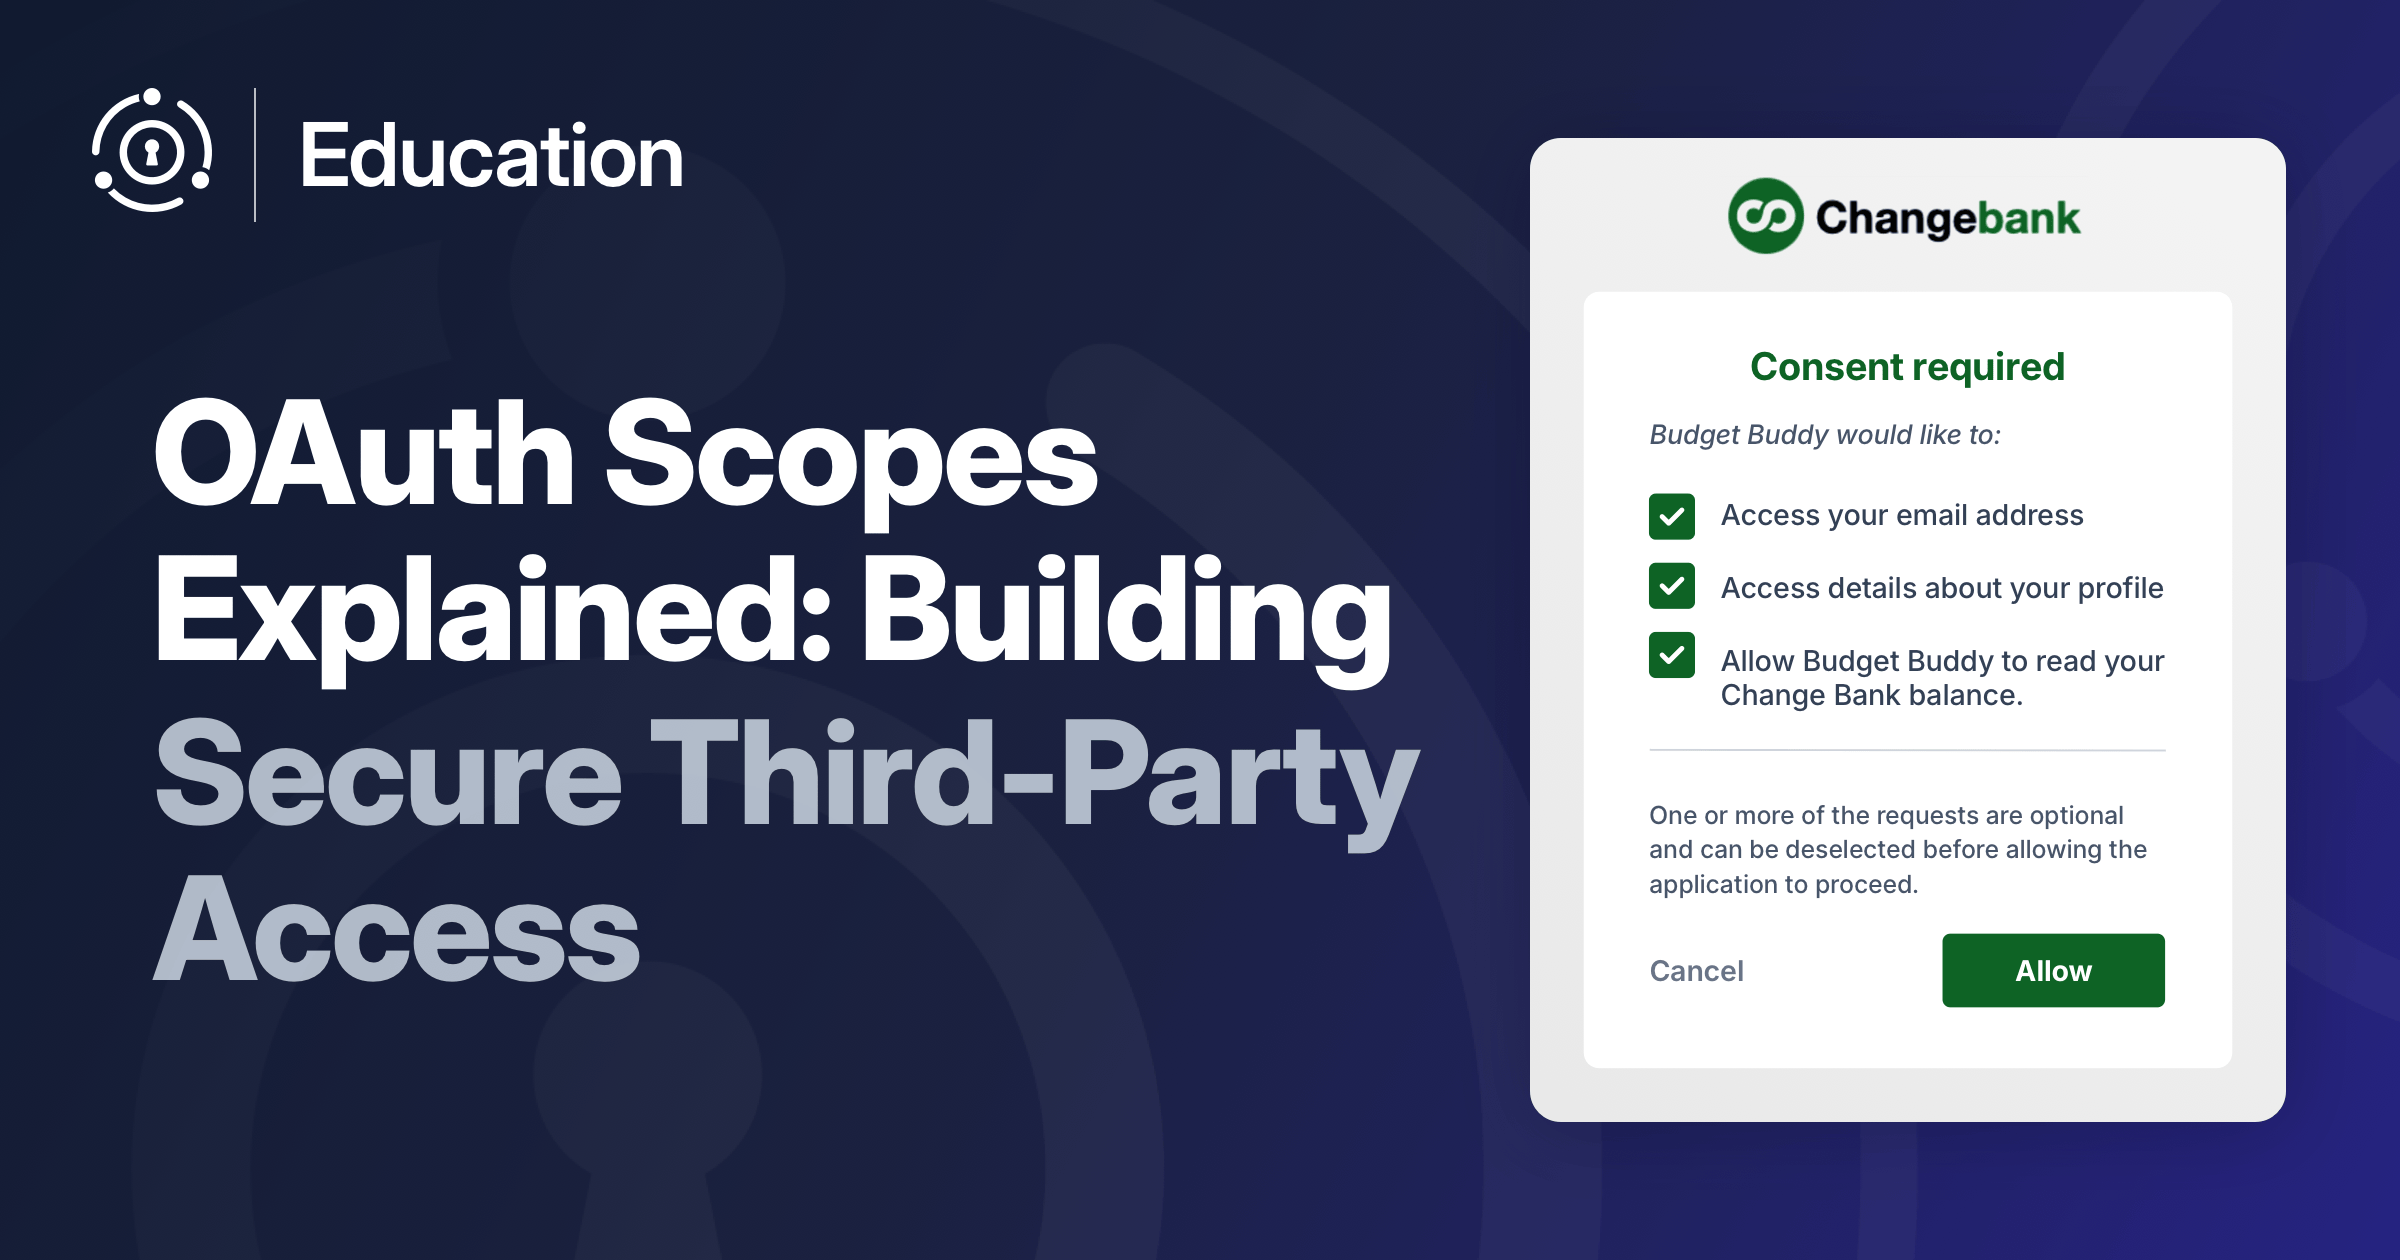 Education
OAuth Scopes
Explained: Building
Secure Third-Party
Access
Changebank
Consent required
Budget Buddy would like to:
Access your email address
Access details about your profile
Allow Budget Buddy to read your
Change Bank balance.
One or more of the requests are optional
and can be deselected before allowing the
application to proceed.
Cancel
Allow